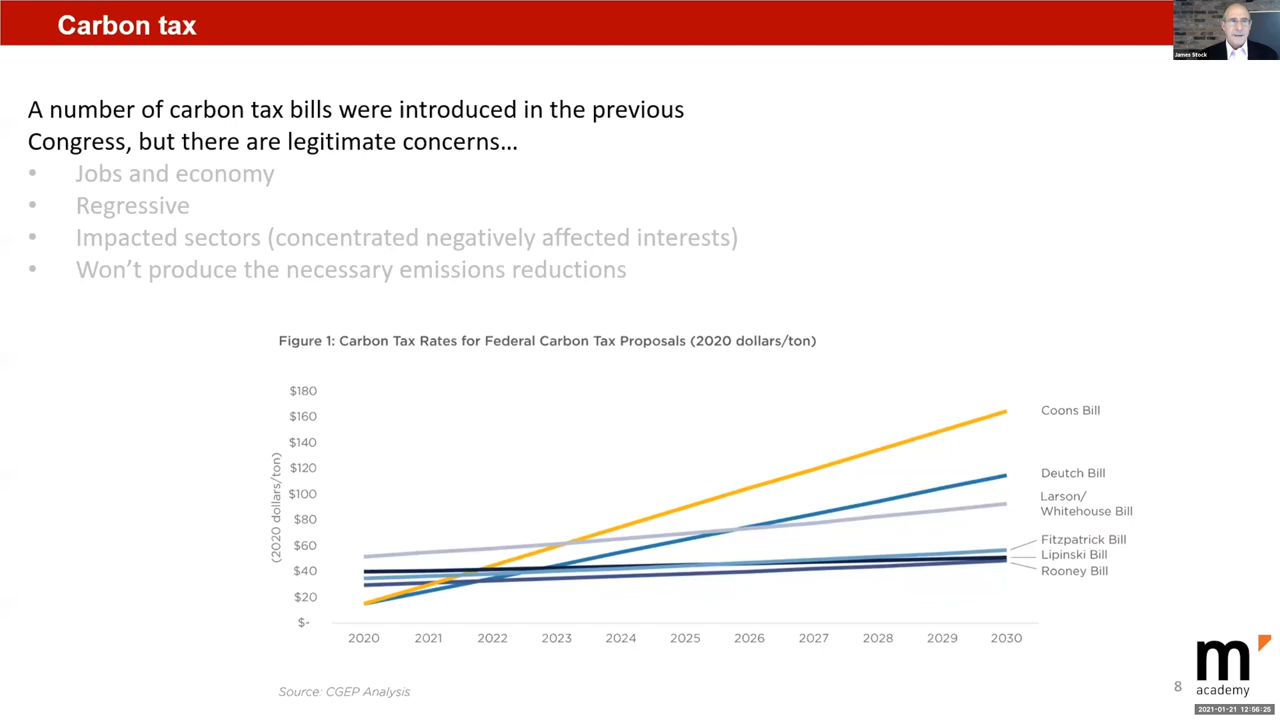 Carbon tax
James Stock
A number of carbon tax bills were introduced in the previous
Congress, but there are legitimate concerns…
• Jobs and economy
• Regressive
• Impacted sectors (concentrated negatively affected interests)
• Won’t produce the necessary emissions reductions
Figure 1: Carbon Tax Rates for Federal Carbon Tax Proposals (2020 dollars/ton)
(2020 dollars/ton)
$180
$160
$140
$120
$100
$80
$60
$40
$20
$-
2020 2021 2022 2023 2024 2025 2026 2027 2028 2029 2030
Coons Bill
Deutch Bill
Larson/
Whitehouse Bill
Fitzpatrick Bill
Lipinski Bill
Rooney Bill
Source: CGEP Analysis
8
m
academy
2021-01-21 12:56:25